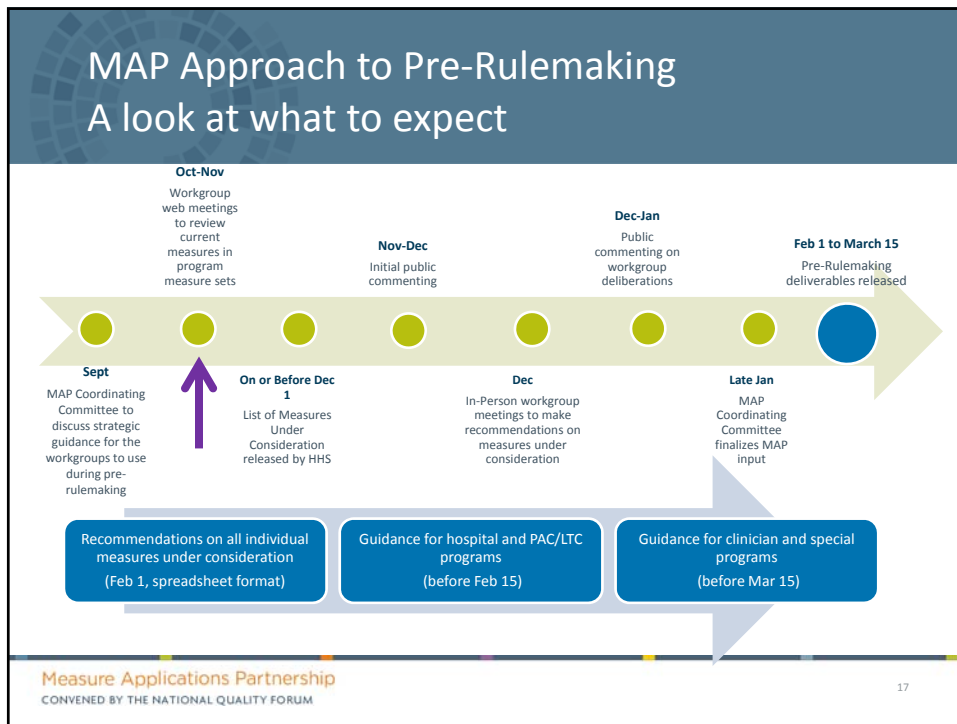 MAP Approach to Pre-Rulemaking
A look at what to expect
Oct-Nov
Workgroup
web meetings
to review
current
measures in
program
measure sets
Nov-Dec
Initial public
commenting
Dec-Jan
Public
commenting on
workgroup
deliberations
Feb 1 to March 15
Pre-Rulemaking
deliverables released
Sept
MAP Coordinating
Committee to
discuss strategic
guidance for the
workgroups to use
during pre-
rulemaking
On or Before Dec
1
List of Measures
Under
Consideration
released by HHS
Dec
In-Person workgroup
meetings to make
recommendations on
measures under
consideration
Late Jan
MAP
Coordinating
Committee
finalizes MAP
input
Recommendations on all individual
measures under consideration
(Feb 1, spreadsheet format)
Guidance for hospital and PAC/LTC
programs
(before Feb 15)
Guidance for clinician and special
programs
(before Mar 15)
Measure Applications Partnership
CONVENED BY THE NATIONAL QUALITY FORUM
17